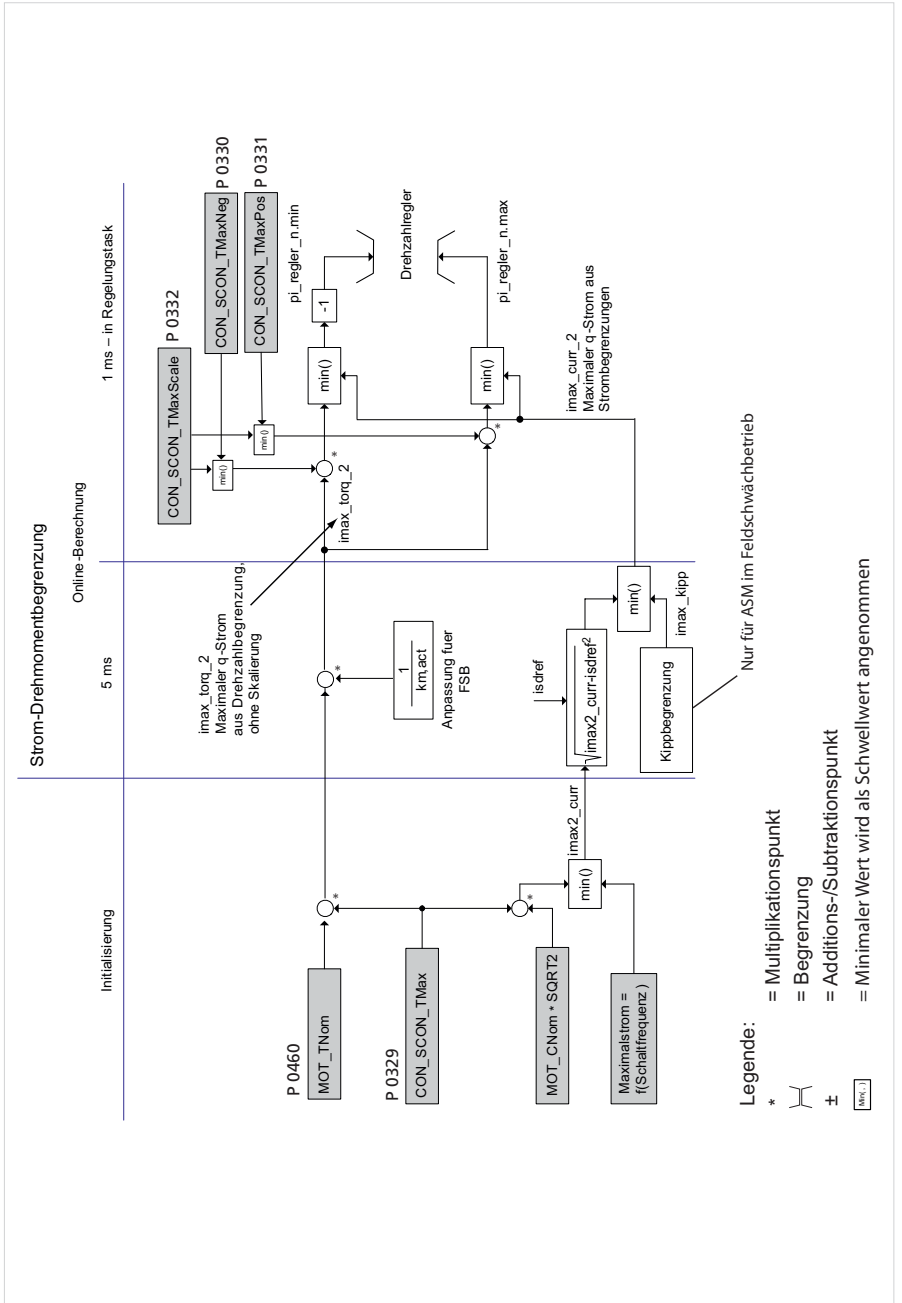 Strom-Drehmomentbegrenzung
Online -Berechnung
Initialisierung
5 ms
1 ms – in Regelungstask
P 0332
CON_SCON_TMaxScale
CON_SCON_TMaxNeg
P 0330
CON_SCON_TMaxPos
P 0331
min()
min()
imax_torq_2
Maximaler q-Strom
aus Drehzahlbegrenzung,
ohne Skalierung
P 0460
MOT_TNom
*
*
imax_torq_2
*
min()
-1
pi_regler_n.min
1
km,act
Anpassung fuer
FSB
Drehzahlregler
P 0329
CON_SCON_TMax
*
min()
pi_regler_n.max
MOT_CNom * SQRT2
*
isdref
imax_curr_2
Maximaler q -Strom aus
Strombegrenzungen
min()
imax2_curr
√imax2_curr-isdref²
min()
Maximalstrom =
f(Schaltfrequenz )
imax_kipp
Kippbegrenzung
Nur für ASM im Feldschwächbetrieb
Legende:
* = Multiplikationspunkt
= Begrenzung
± = Additions-/Subtraktionspunkt
Min( , ) = Minimaler Wert wird als Schwellwert angenommen